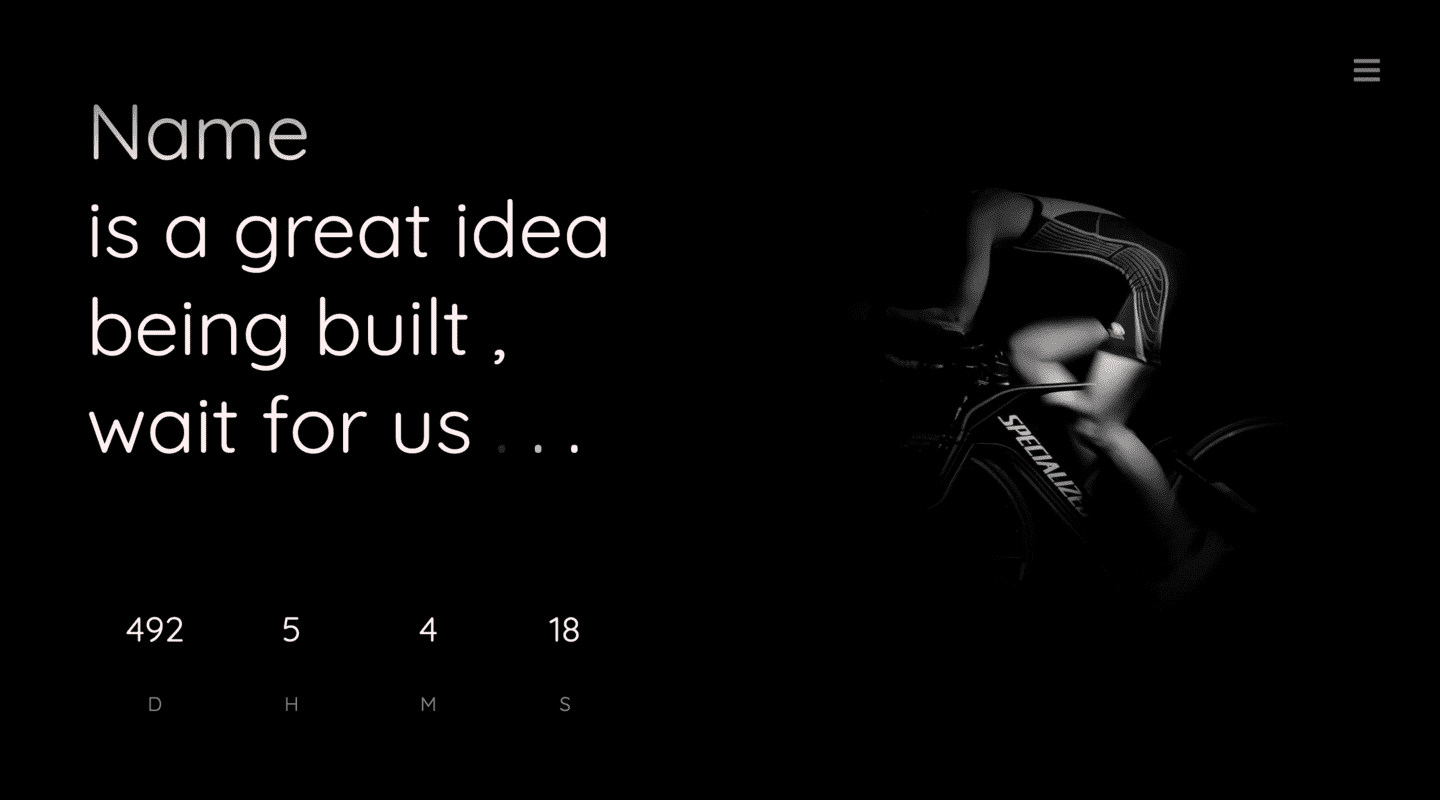 Name
is a great idea
being built ,
wait for us . . .
SPECIALIZED
492 5 4 18
D H M S